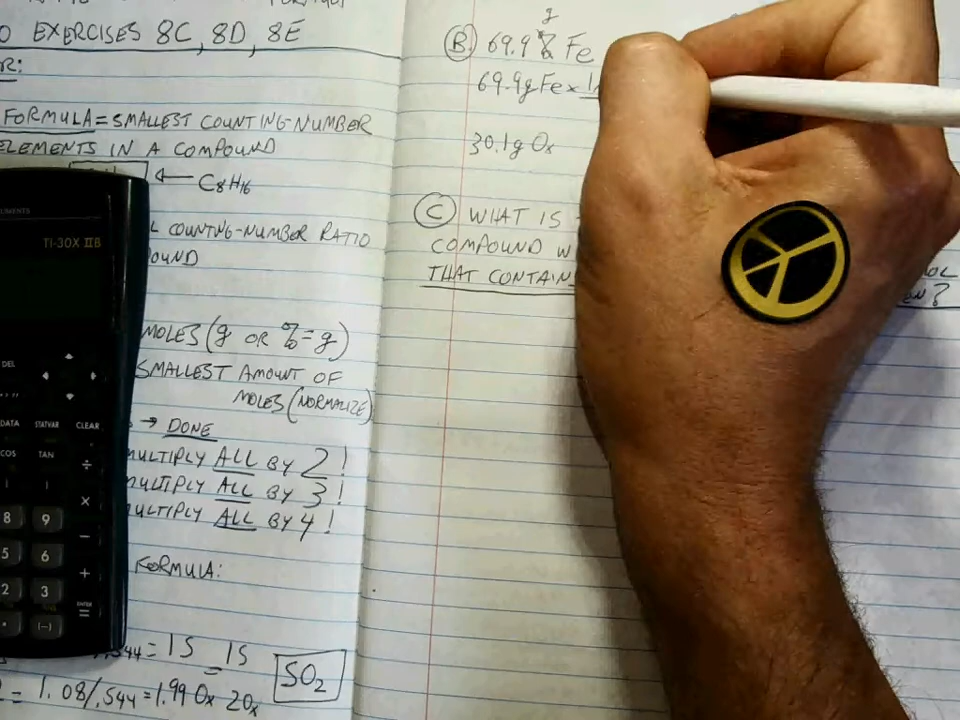 EXERCISES 8C, 8D, 8E
FORMULA = SMALLEST COUNTING-NUMBER
ELEMENTS IN A COMPOUND
← C8H16
COUNTING-NUMBER RATIO
MOLES (g OR % = g)
SMALLEST AMOUNT OF
MOLES (NORMALIZE)
→ DONE
MULTIPLY ALL BY 2!
MULTIPLY ALL BY 3!
MULTIPLY ALL BY 4!
FORMULA:
.544 = 1S 1S
= 1.08/.544 = 1.99 Ox 2Ox
SO2
TI-30X IIB
DEL
DATA STATVAR CLEAR
COS TAN ÷
×
8 9 −
5 6 +
2 3 ENTER
. (−) =
g
B. 69.9 % Fe
69.9g Fe ×
30.1g Ox
C WHAT IS
COMPOUND
THAT CONTAIN